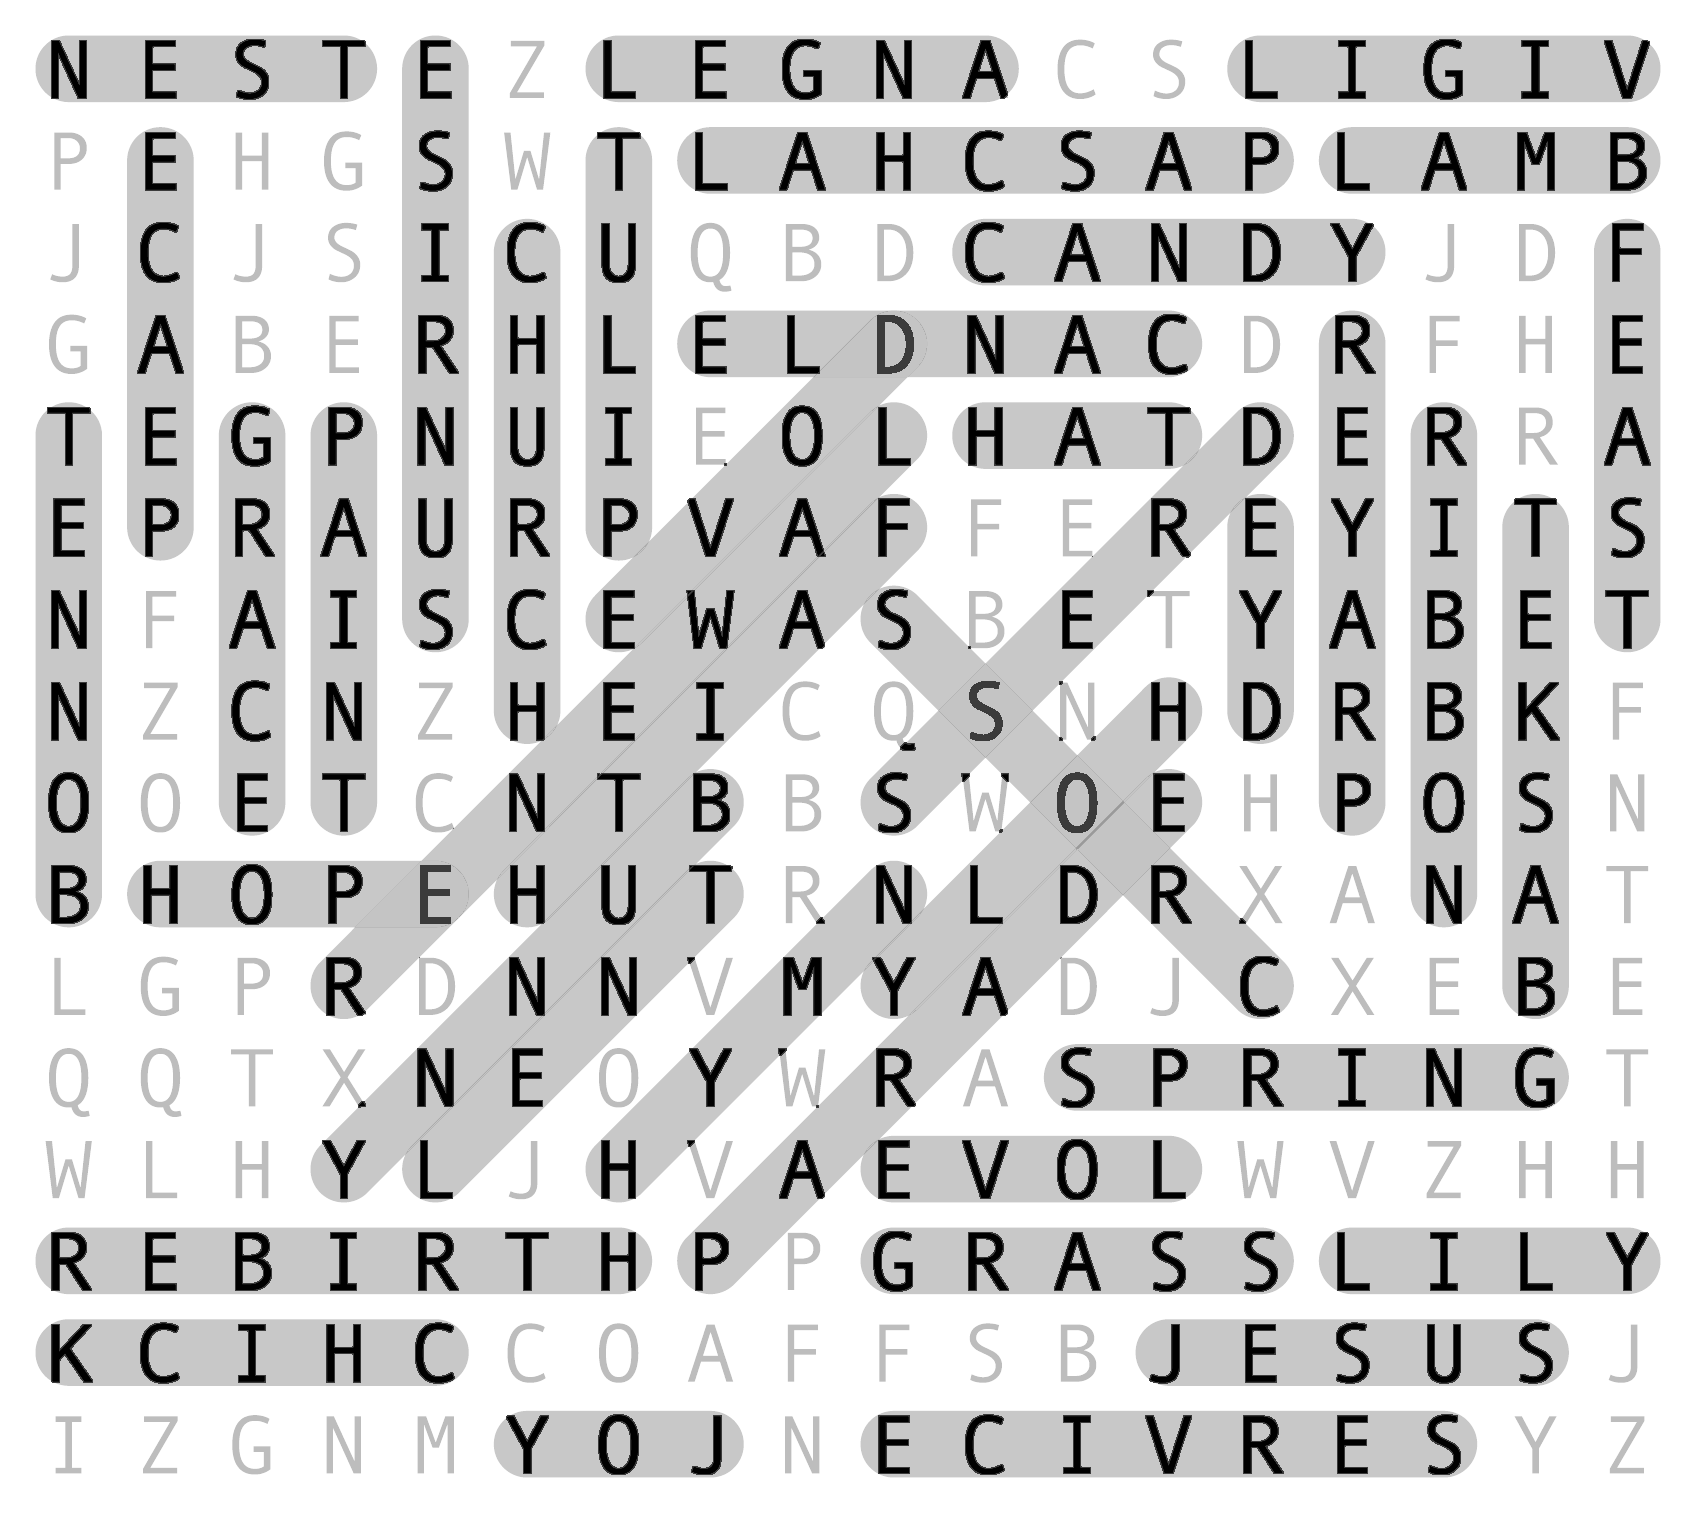 N E S T E Z L E G N A C S L I G I V
P E H G S W T L A H C S A P L A M B
J C J S I C U Q B D C A N D Y J D F
G A B E R H L E L D N A C D R F H E
T E G P N U I E O L H A T D E R R A
E P R A U R P V A F F E R E Y I T S
N F A I S C E W A S B E T Y A B E T
N Z C N Z H E I C Q S N H D R B K F
O O E T C N T B B S W O E H P O S N
B H O P E H U T R N L D R X A N A T
L G P R D N N V M Y A D J C X E B E
Q Q T X N E O Y W R A S P R I N G T
W L H Y L J H V A E V O L W V Z H H
R E B I R T H P P G R A S S L I L Y
K C I H C C O A F F S B J E S U S J
I Z G N M Y O J N E C I V R E S Y Z